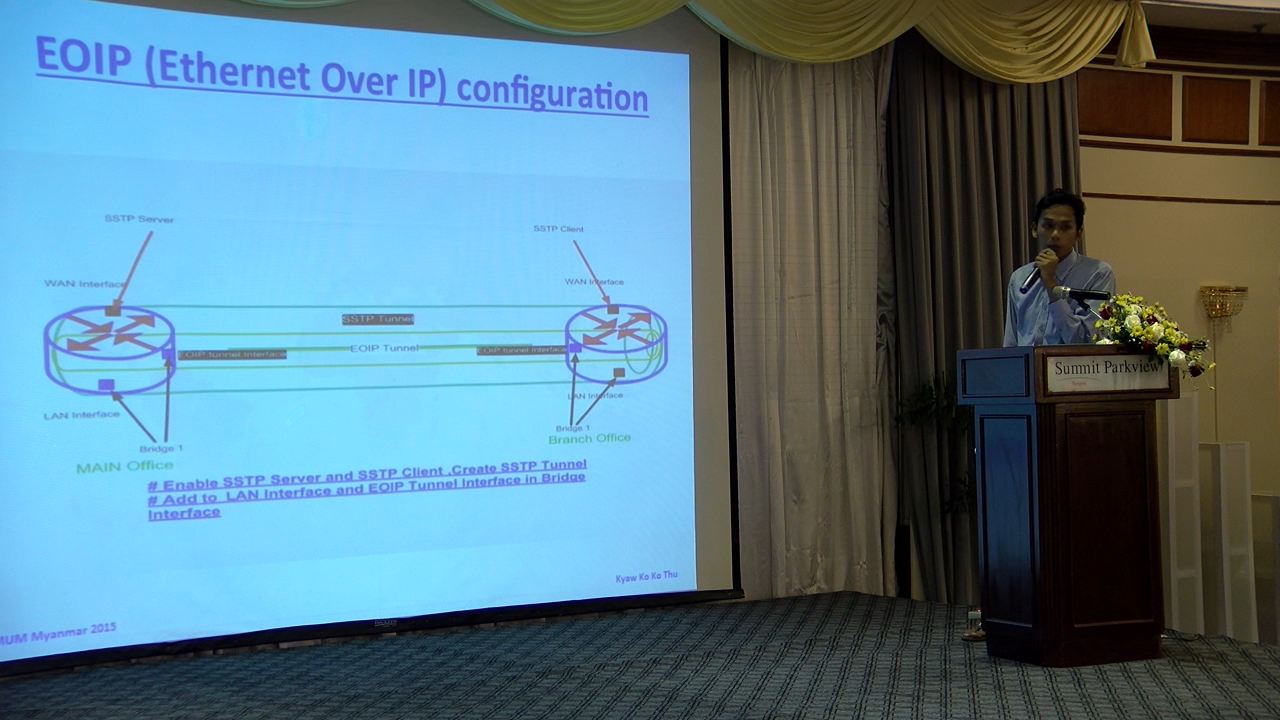 EOIP (Ethernet Over IP) configuration
SSTP Server
SSTP Client
WAN Interface
WAN Interface
SSTP Tunnel
EOIP tunnel Interface
EOIP Tunnel
EOIP tunnel Interface
LAN Interface
LAN Interface
Bridge 1
Bridge 1
MAIN Office
Branch Office
# Enable SSTP Server and SSTP Client ,Create SSTP Tunnel
# Add to LAN Interface and EOIP Tunnel Interface in Bridge
Interface
Kyaw Ko Ko Thu
MUM Myanmar 2015
Summit Parkview